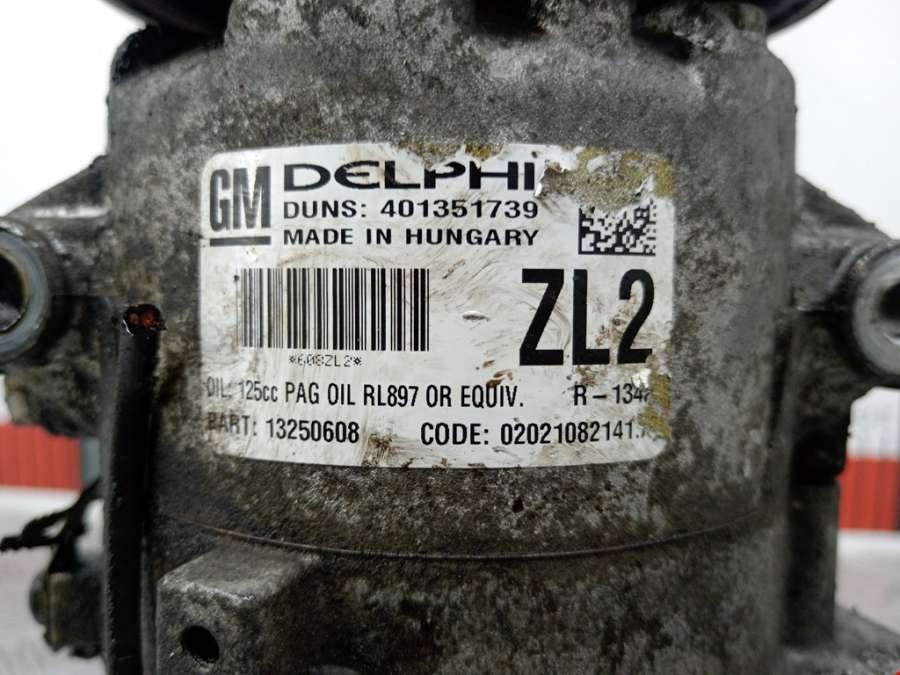 GM DELPHI
DUNS: 401351739
MADE IN HUNGARY
ZL2
*608ZL2*
OIL: 125cc PAG OIL RL897 OR EQUIV. R-134a
PART: 13250608 CODE: 02021082141